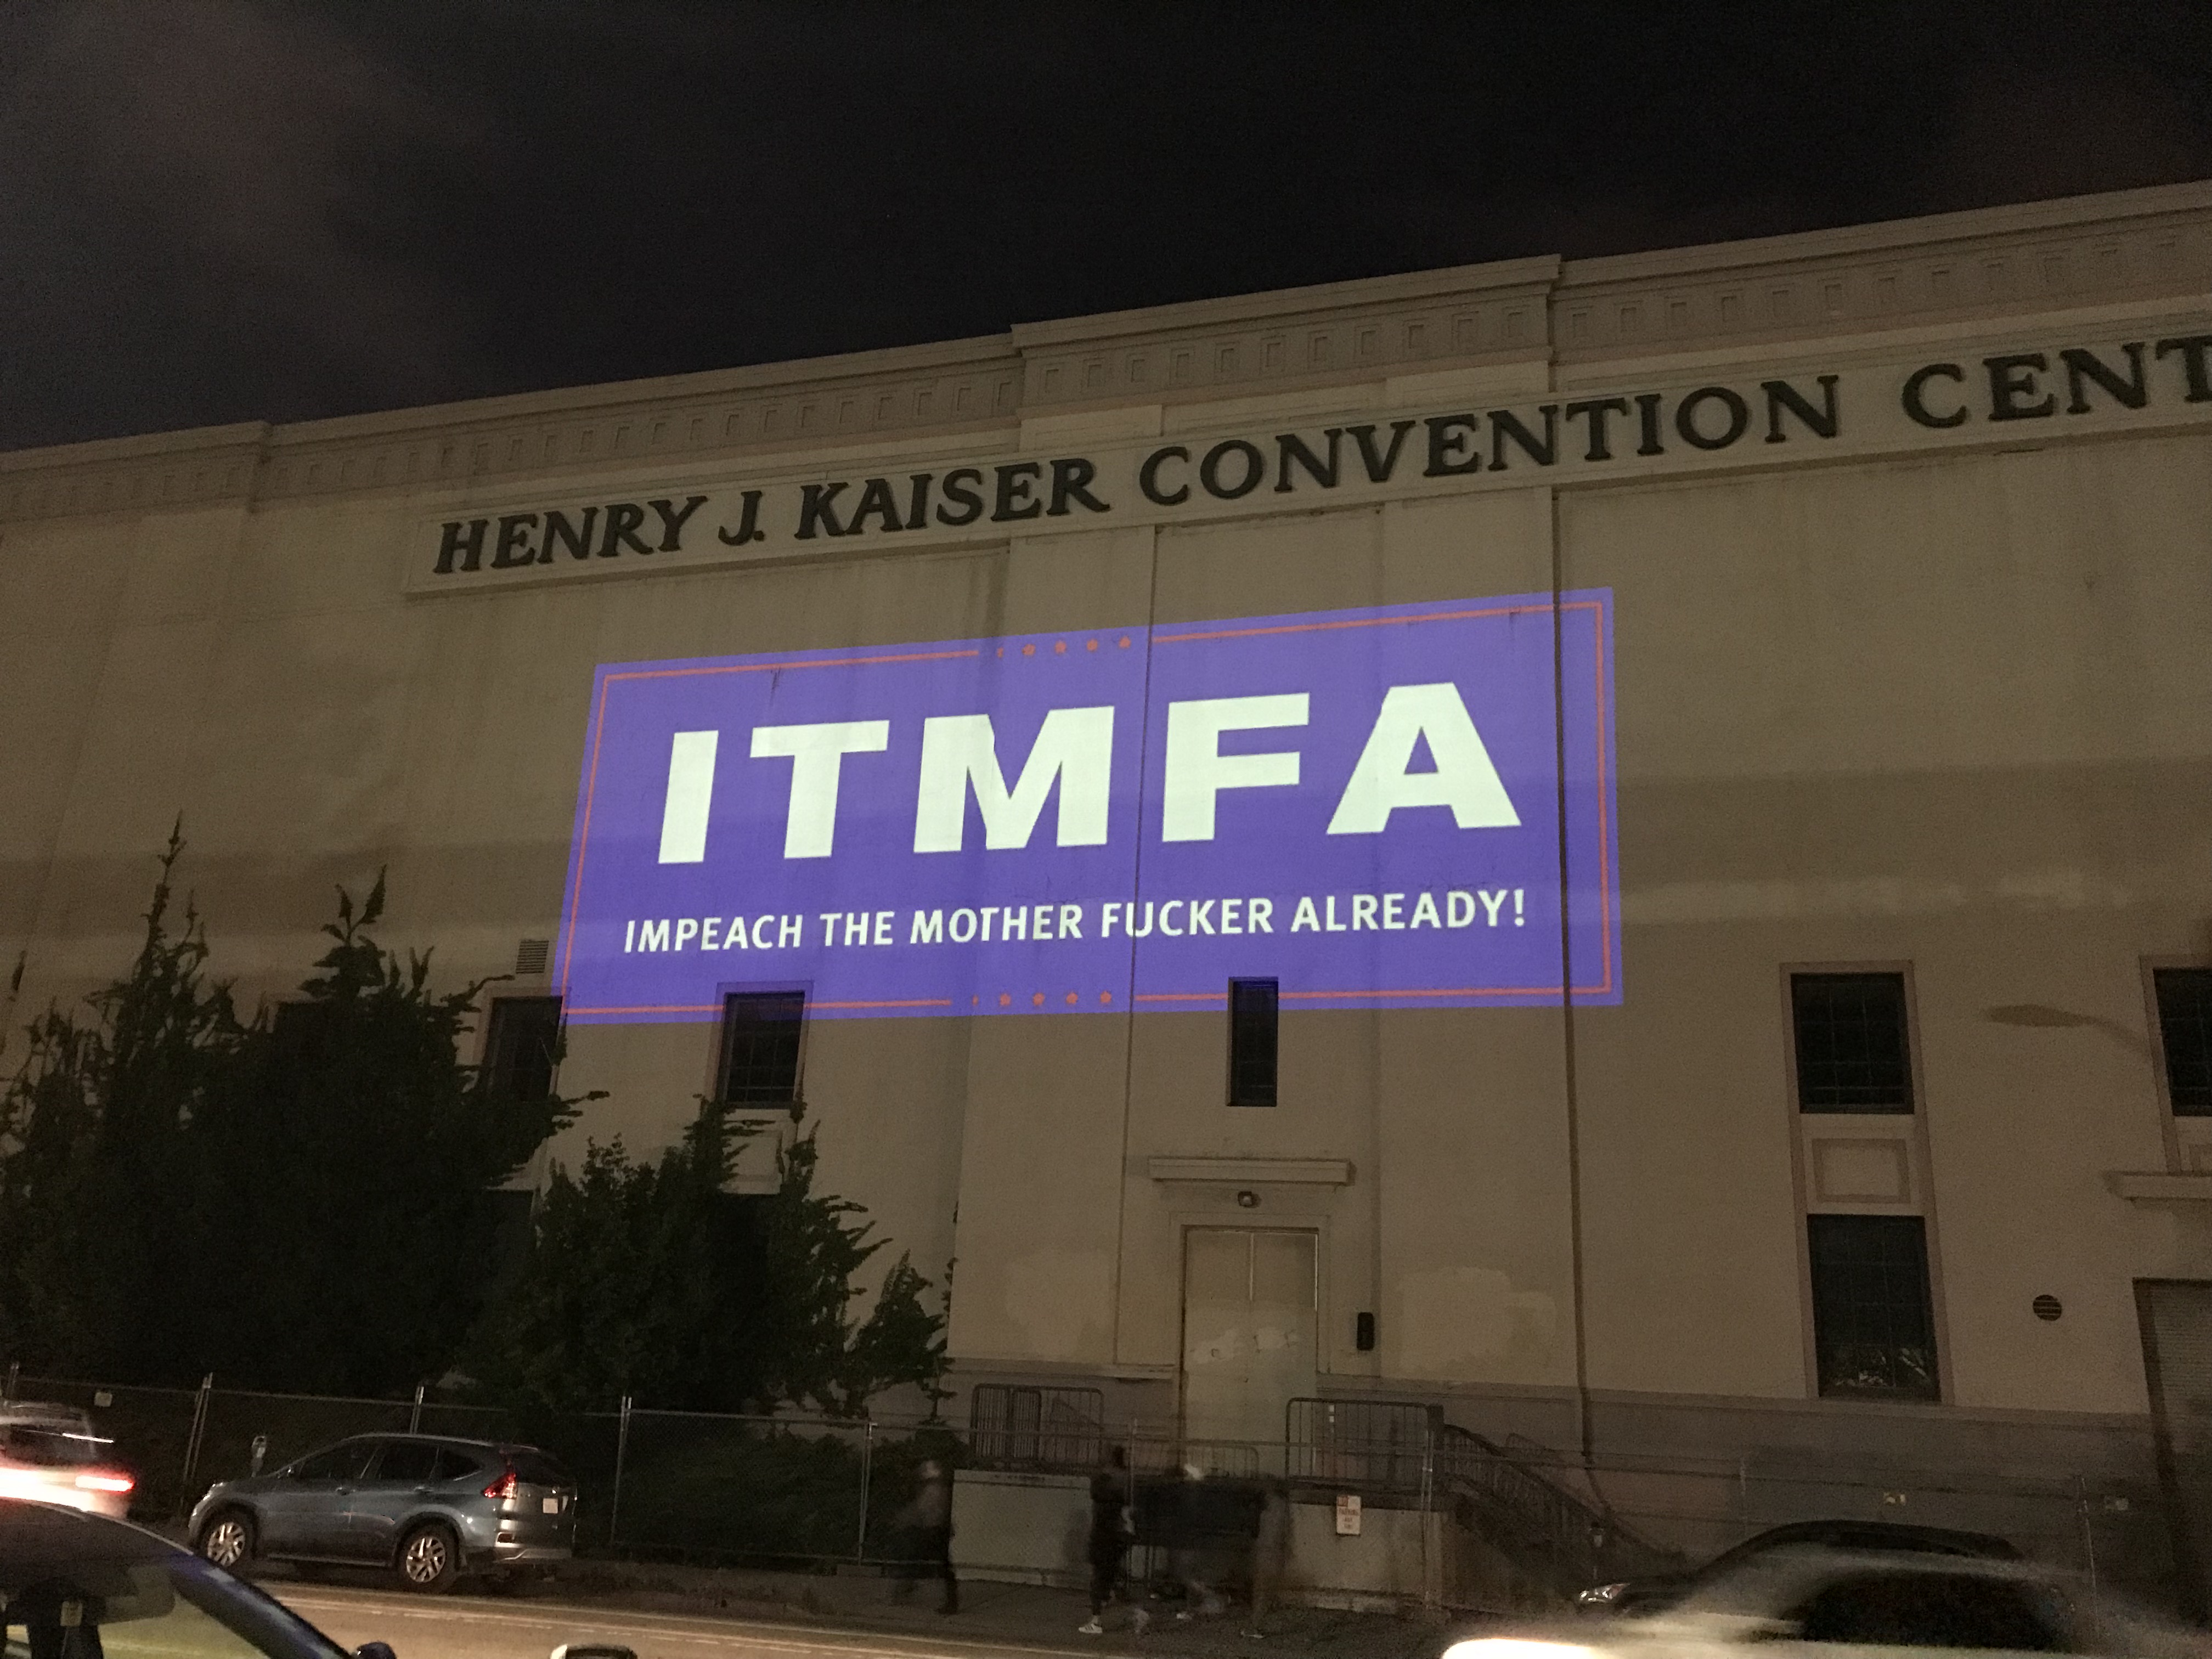 HENRY J. KAISER CONVENTION CENT
ITMFA
IMPEACH THE MOTHER FUCKER ALREADY!